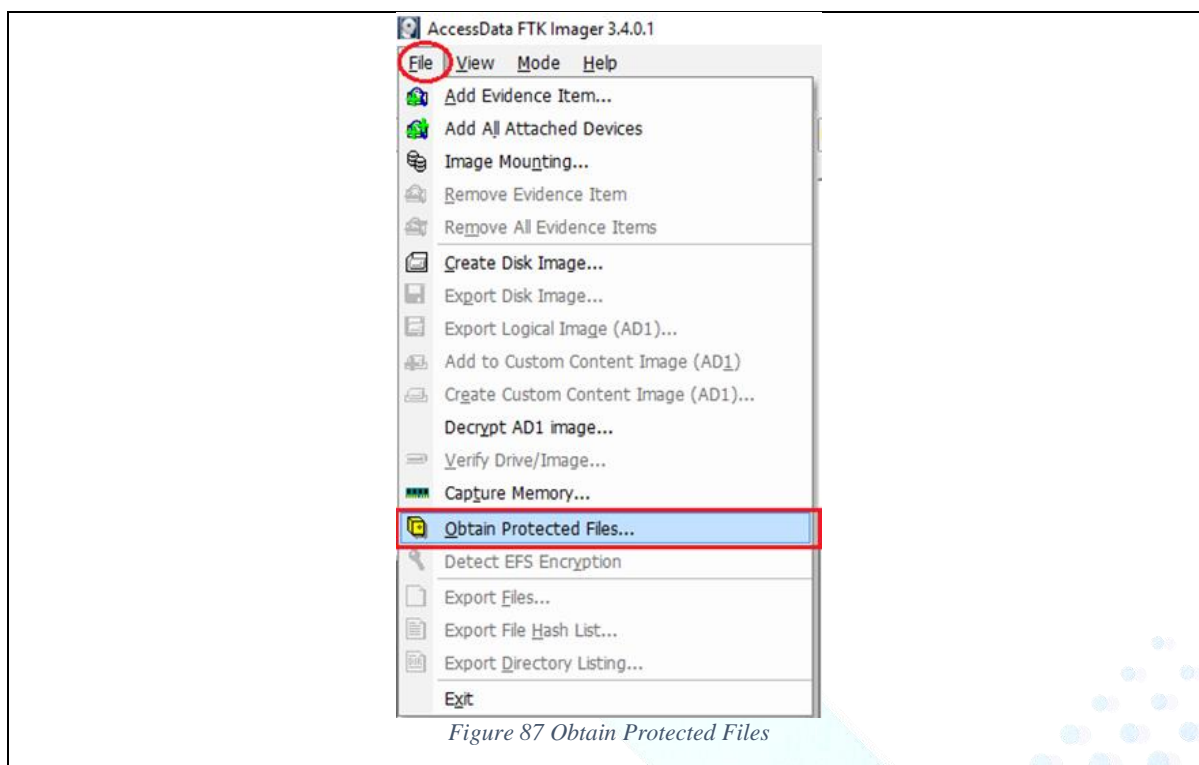 AccessData FTK Imager 3.4.0.1
File View Mode Help
Add Evidence Item...
Add All Attached Devices
Image Mounting...
Remove Evidence Item
Remove All Evidence Items
Create Disk Image...
Export Disk Image...
Export Logical Image (AD1)...
Add to Custom Content Image (AD1)
Create Custom Content Image (AD1)...
Decrypt AD1 image...
Verify Drive/Image...
Capture Memory...
Obtain Protected Files...
Detect EFS Encryption
Export Files...
Export File Hash List...
Export Directory Listing...
Exit
Figure 87 Obtain Protected Files